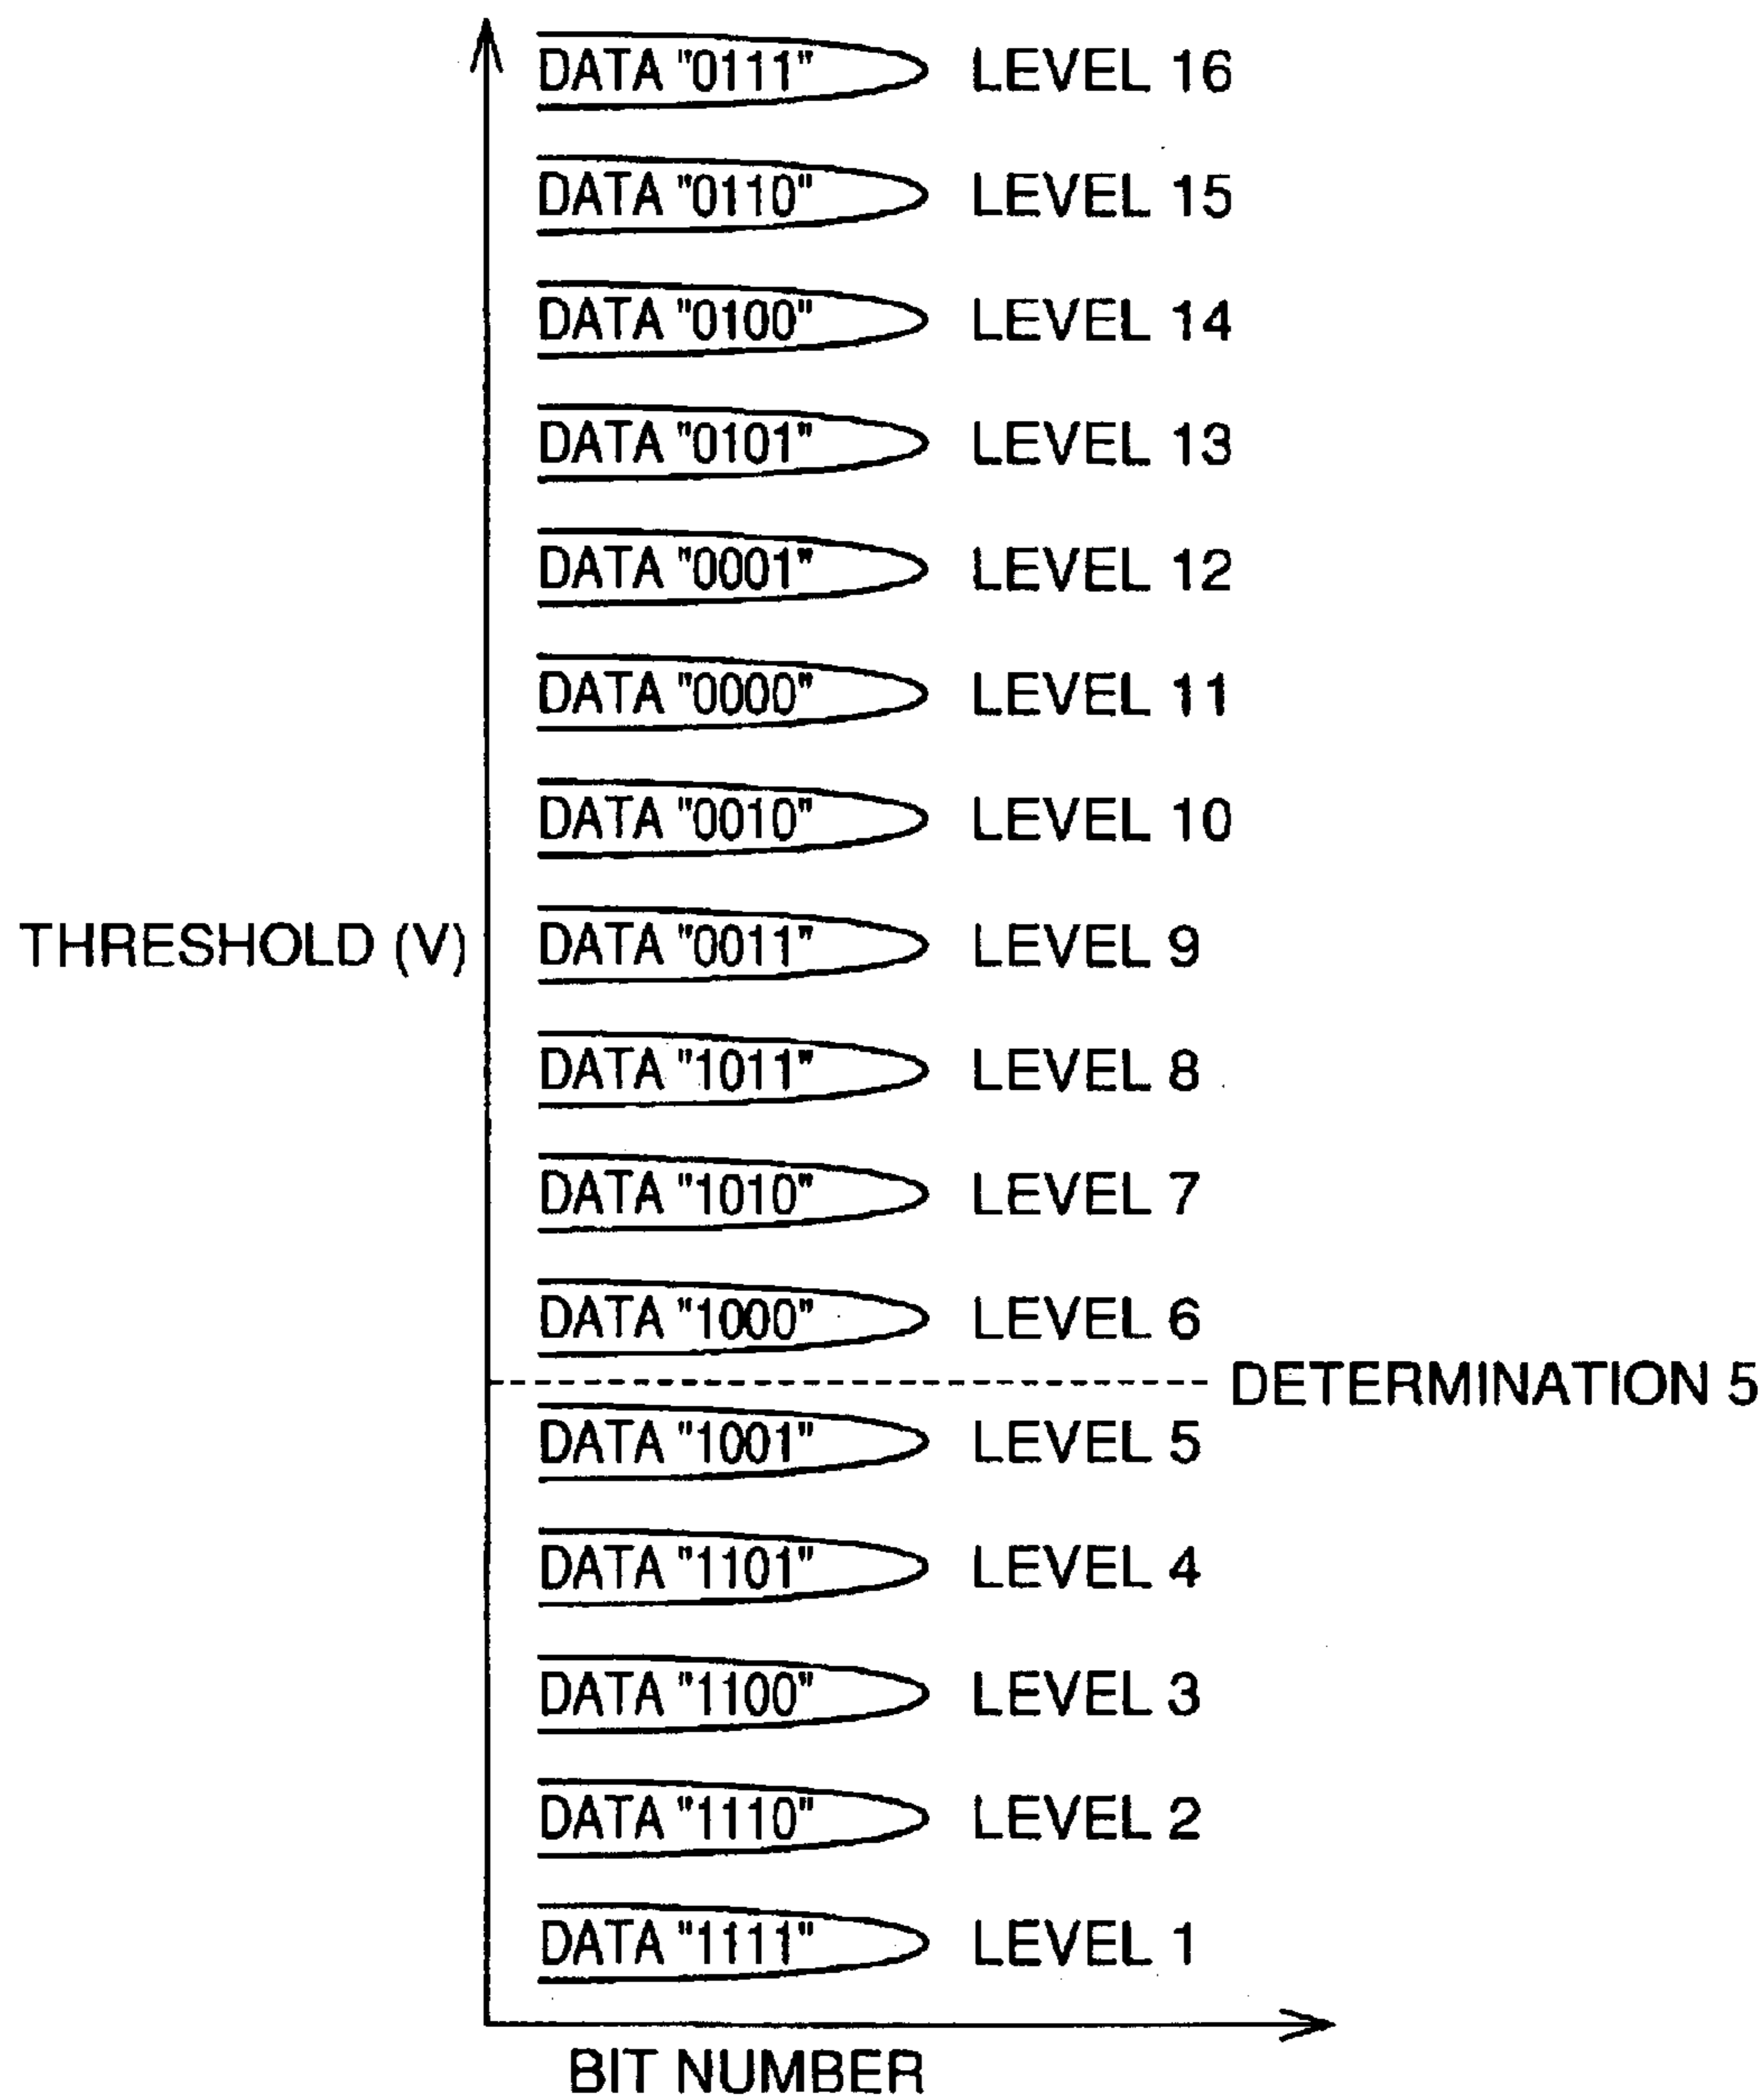 DATA "0111" LEVEL 16
DATA "0110" LEVEL 15
DATA "0100" LEVEL 14
DATA "0101" LEVEL 13
DATA "0001" LEVEL 12
DATA "0000" LEVEL 11
DATA "0010" LEVEL 10
THRESHOLD (V) DATA "0011" LEVEL 9
DATA "1011" LEVEL 8
DATA "1010" LEVEL 7
DATA "1000" LEVEL 6
DETERMINATION 5
DATA "1001" LEVEL 5
DATA "1101" LEVEL 4
DATA "1100" LEVEL 3
DATA "1110" LEVEL 2
DATA "1111" LEVEL 1
BIT NUMBER